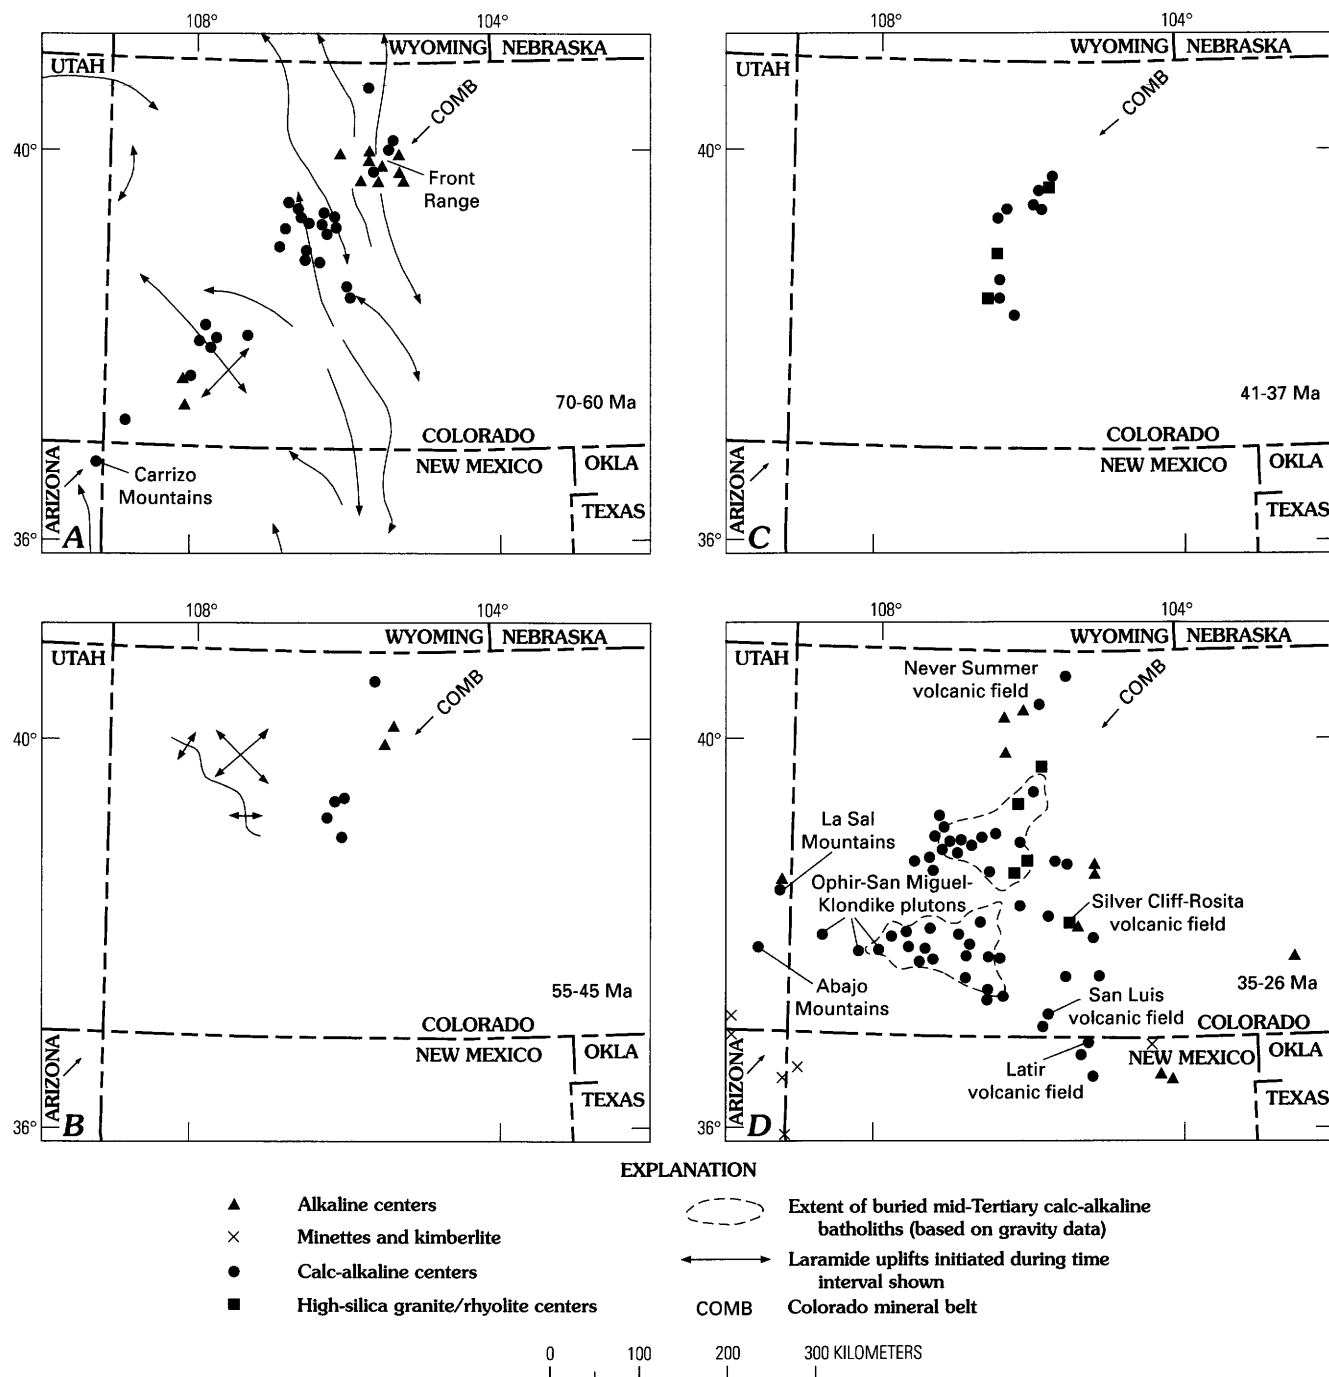 108°
104°
WYOMING
NEBRASKA
UTAH
COMB
40°
Front
Range
70-60 Ma
COLORADO
NEW MEXICO
OKLA
TEXAS
ARIZONA
Carrizo
Mountains
A
36°
108°
104°
WYOMING
NEBRASKA
UTAH
COMB
40°
41-37 Ma
COLORADO
NEW MEXICO
OKLA
TEXAS
ARIZONA
C
36°
108°
104°
WYOMING
NEBRASKA
UTAH
COMB
40°
55-45 Ma
COLORADO
NEW MEXICO
OKLA
TEXAS
ARIZONA
B
36°
108°
104°
WYOMING
NEBRASKA
UTAH
Never Summer
volcanic field
COMB
40°
La Sal
Mountains
Ophir-San Miguel-
Klondike plutons
Silver Cliff-Rosita
volcanic field
Abajo
Mountains
35-26 Ma
San Luis
volcanic field
COLORADO
NEW MEXICO
OKLA
TEXAS
Latir
volcanic field
ARIZONA
D
36°
EXPLANATION
Alkaline centers
Minettes and kimberlite
Calc-alkaline centers
High-silica granite/rhyolite centers
Extent of buried mid-Tertiary calc-alkaline
batholiths (based on gravity data)
Laramide uplifts initiated during time
interval shown
COMB Colorado mineral belt
0 100 200 300 KILOMETERS